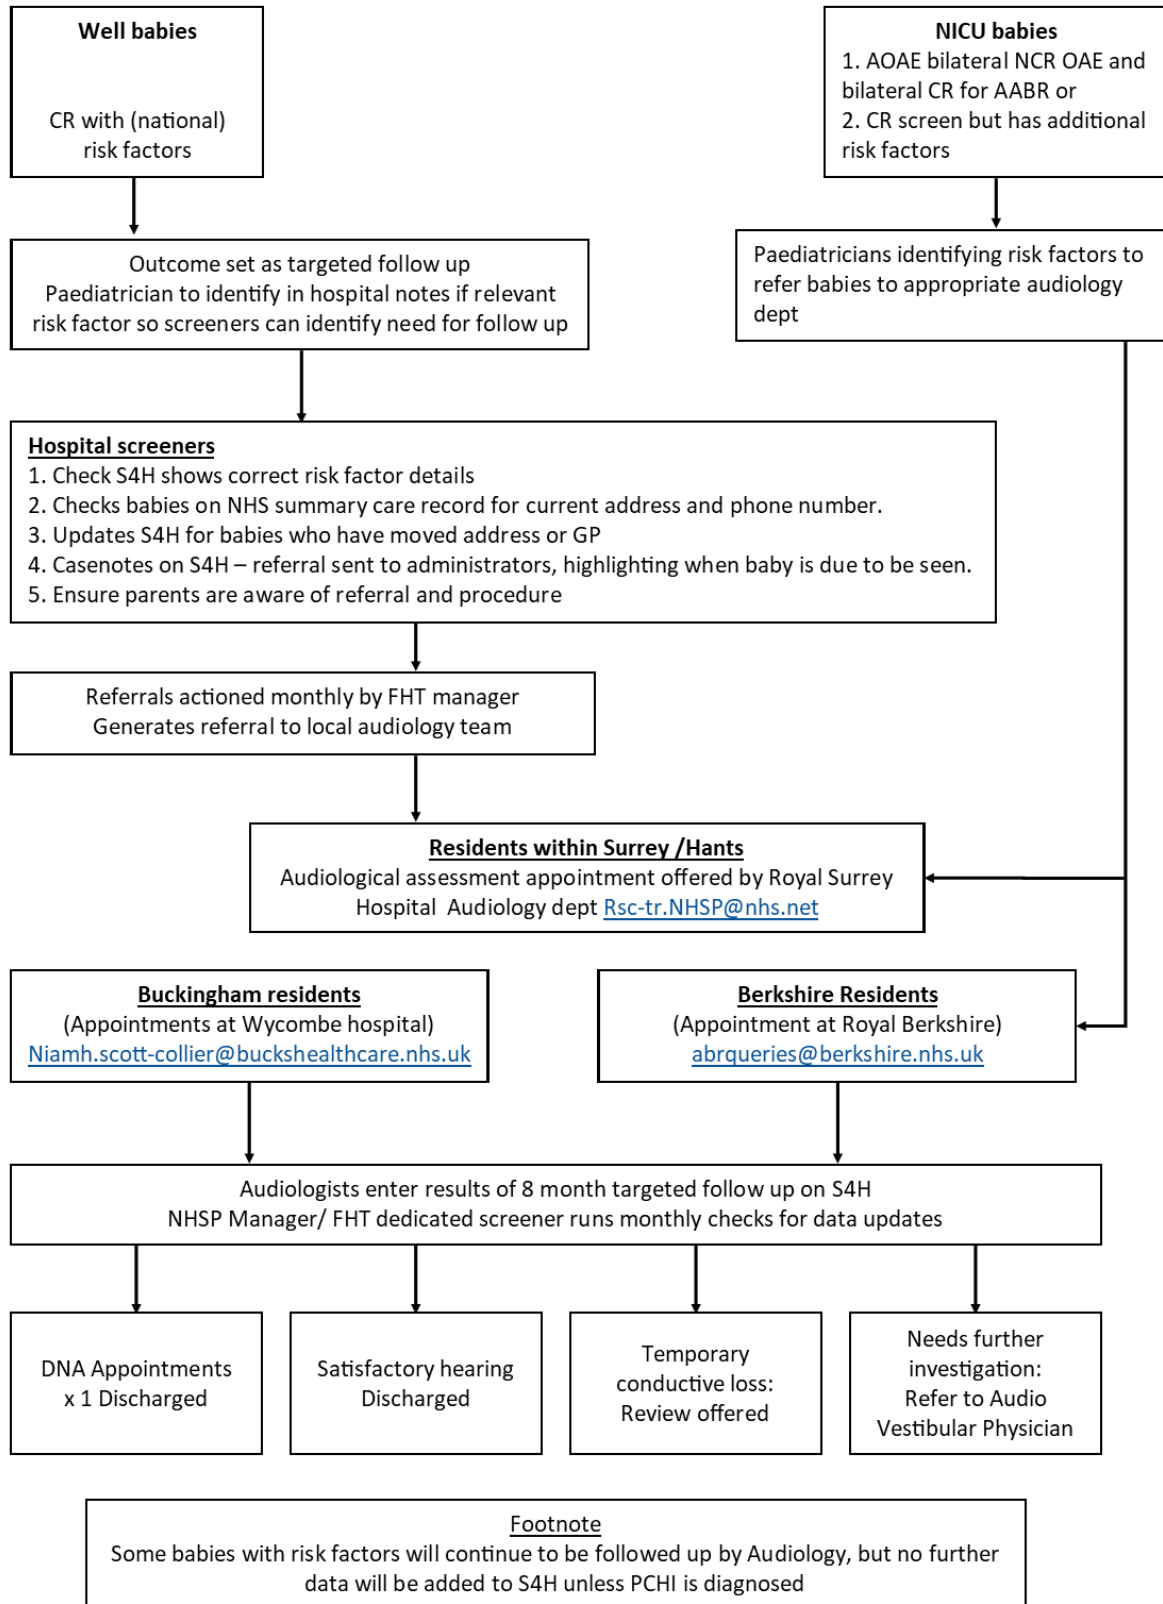 Well babies
CR with (national)
risk factors
NICU babies
1. AOAE bilateral NCR OAE and
bilateral CR for AABR or
2. CR screen but has additional
risk factors
Outcome set as targeted follow up
Paediatrician to identify in hospital notes if relevant
risk factor so screeners can identify need for follow up
Paediatricians identifying risk factors to
refer babies to appropriate audiology
dept
Hospital screeners
1. Check S4H shows correct risk factor details
2. Checks babies on NHS summary care record for current address and phone number.
3. Updates S4H for babies who have moved address or GP
4. Casenotes on S4H – referral sent to administrators, highlighting when baby is due to be seen.
5. Ensure parents are aware of referral and procedure
Referrals actioned monthly by FHT manager
Generates referral to local audiology team
Residents within Surrey /Hants
Audiological assessment appointment offered by Royal Surrey
Hospital Audiology dept Rsc-tr.NHSP@nhs.net
Buckingham residents
(Appointments at Wycombe hospital)
Niamh.scott-collier@buckshealthcare.nhs.uk
Berkshire Residents
(Appointment at Royal Berkshire)
abrqueries@berkshire.nhs.uk
Audiologists enter results of 8 month targeted follow up on S4H
NHSP Manager/ FHT dedicated screener runs monthly checks for data updates
DNA Appointments
x 1 Discharged
Satisfactory hearing
Discharged
Temporary
conductive loss:
Review offered
Needs further
investigation:
Refer to Audio
Vestibular Physician
Footnote
Some babies with risk factors will continue to be followed up by Audiology, but no further
data will be added to S4H unless PCHI is diagnosed